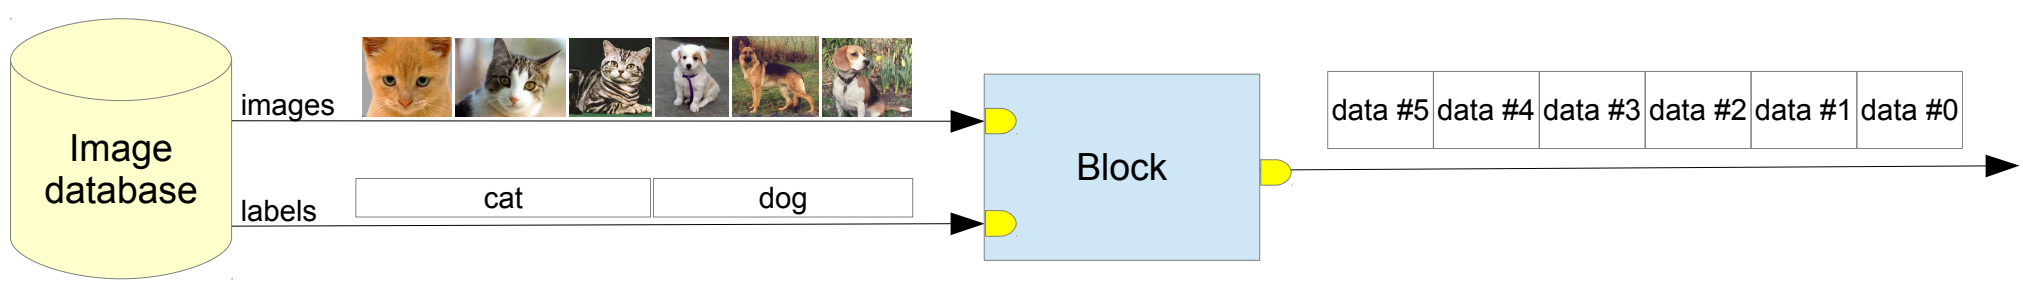 Image
database
images
labels
cat
dog
Block
data #5
data #4
data #3
data #2
data #1
data #0